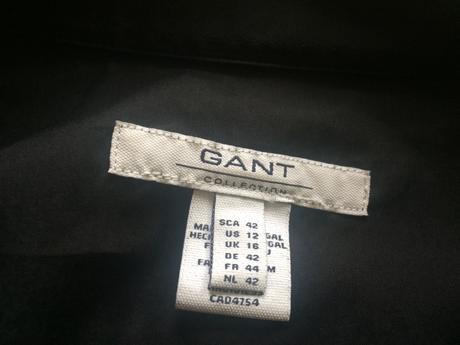 GANT
COLLECTION
SCA 42
US 12
UK 16
DE 42
FR 44
NL 42
CAD4754